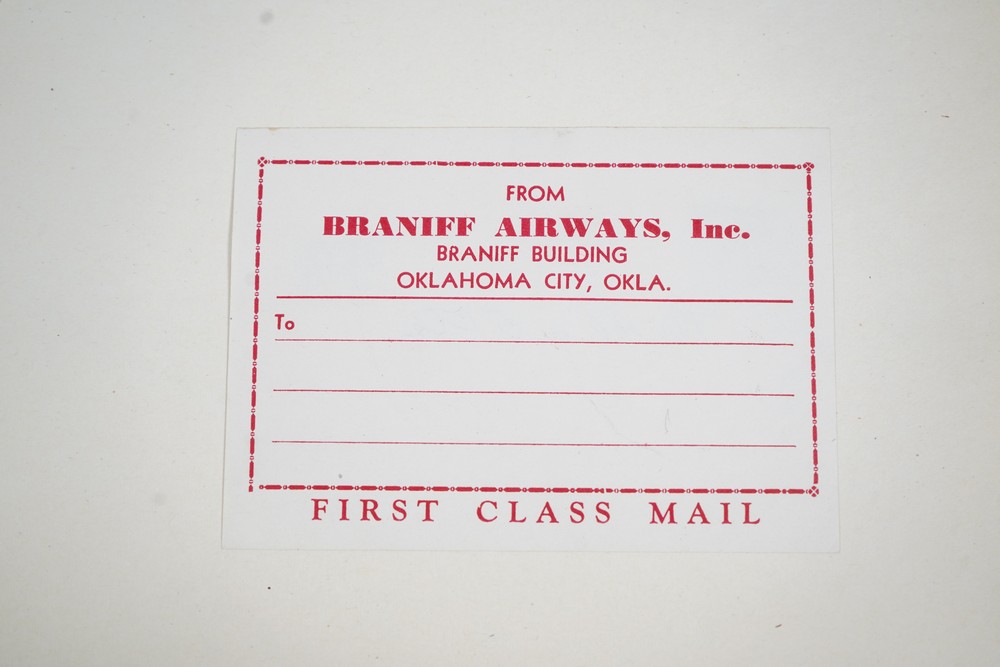 FROM
BRANIFF AIRWAYS, Inc.
BRANIFF BUILDING
OKLAHOMA CITY, OKLA.
To
FIRST CLASS MAIL